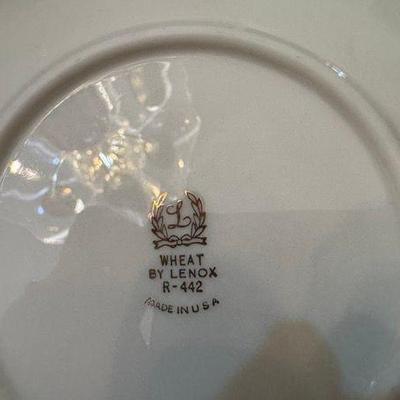 L
WHEAT
BY LENOX
R-442
MADE IN USA